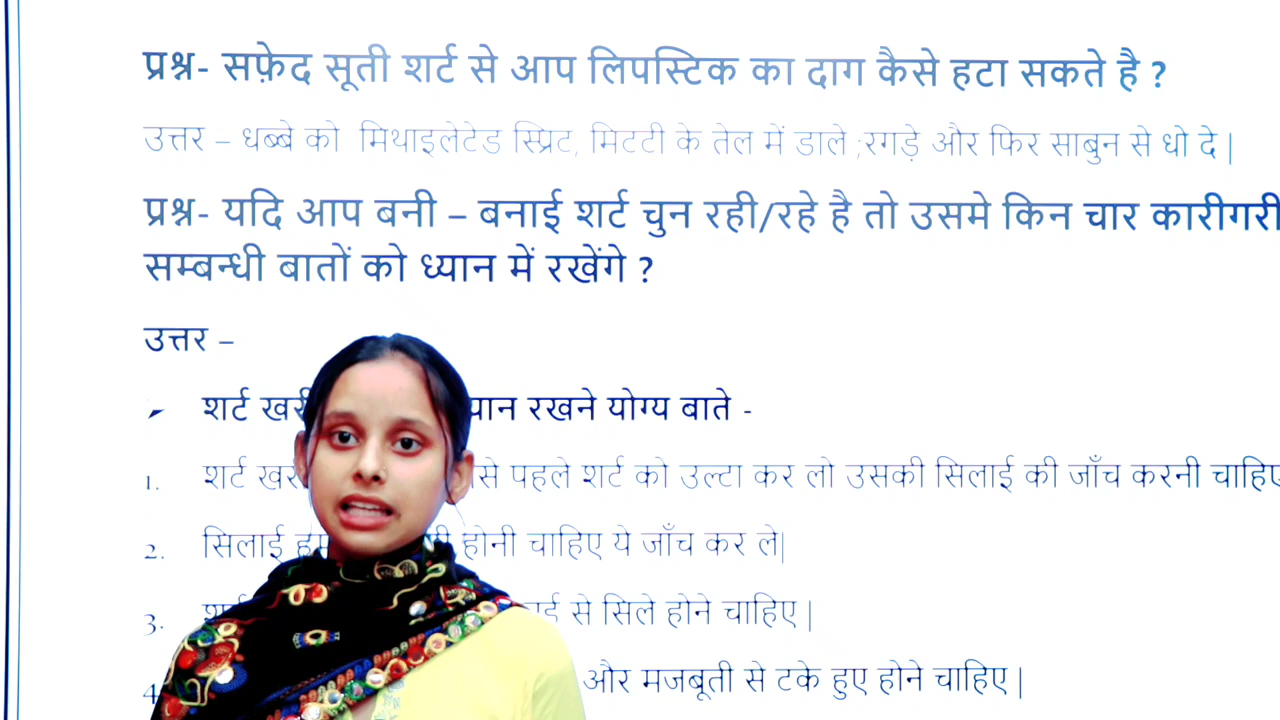 प्रश्न- सफ़ेद सूती शर्ट से आप लिपस्टिक का दाग कैसे हटा सकते है ?
उत्तर – धब्बे को मिथाइलेटेड स्प्रिट, मिटटी के तेल में डाले ;रगड़े और फिर साबुन से धो दे |
प्रश्न- यदि आप बनी – बनाई शर्ट चुन रही/रहे है तो उसमे किन चार कारीगरी
सम्बन्धी बातों को ध्यान में रखेंगे ?
उत्तर –
➢ शर्ट रखने योग्य बाते -
1. शर्ट से पहले शर्ट को उल्टा कर लो उसकी सिलाई की जाँच करनी
2. सिलाई होनी चाहिए ये जाँच कर ले|
3. से सिले होने चाहिए |
4 और मजबूती से टके हुए होने चाहिए |